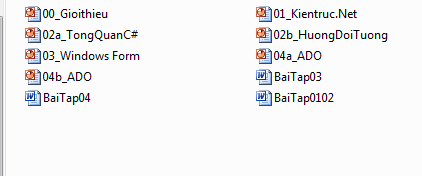 00_Gioithieu 01_Kientruc.Net
02a_TongQuanC# 02b_HuongDoiTuong
03_Windows Form 04a_ADO
04b_ADO BaiTap03
BaiTap04 BaiTap0102